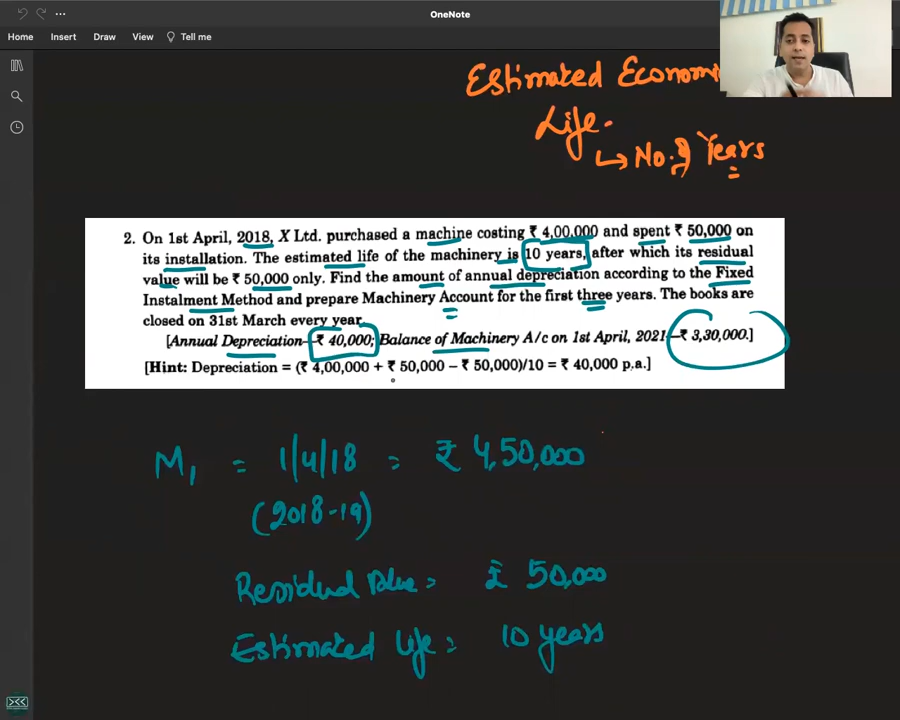 OneNote
Home Insert Draw View Tell me
Estimated Econom
Life.
↳ No. of Years
2. On 1st April, 2018, X Ltd. purchased a machine costing ₹ 4,00,000 and spent ₹ 50,000 on
its installation. The estimated life of the machinery is 10 years, after which its residual
value will be ₹ 50,000 only. Find the amount of annual depreciation according to the Fixed
Instalment Method and prepare Machinery Account for the first three years. The books are
closed on 31st March every year.
[Annual Depreciation–₹ 40,000; Balance of Machinery A/c on 1st April, 2021–₹ 3,30,000.]
[Hint: Depreciation = (₹ 4,00,000 + ₹ 50,000 – ₹ 50,000)/10 = ₹ 40,000 p.a.]
M1 = 1/4/18 = ₹ 4,50,000
(2018-19)
Residual Value = ₹ 50,000
Estimated life = 10 years